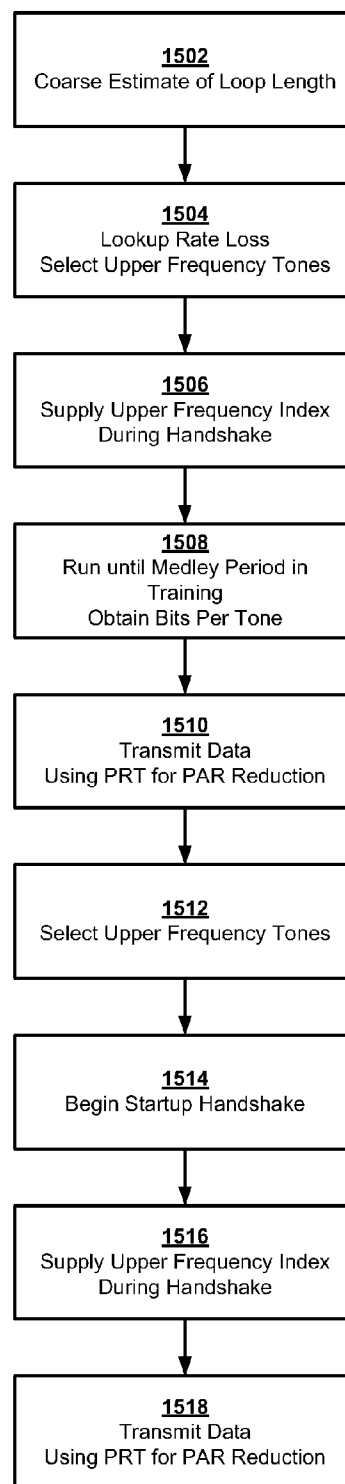 1502
Coarse Estimate of Loop Length
1504
Lookup Rate Loss
Select Upper Frequency Tones
1506
Supply Upper Frequency Index
During Handshake
1508
Run until Medley Period in
Training
Obtain Bits Per Tone
1510
Transmit Data
Using PRT for PAR Reduction
1512
Select Upper Frequency Tones
1514
Begin Startup Handshake
1516
Supply Upper Frequency Index
During Handshake
1518
Transmit Data
Using PRT for PAR Reduction